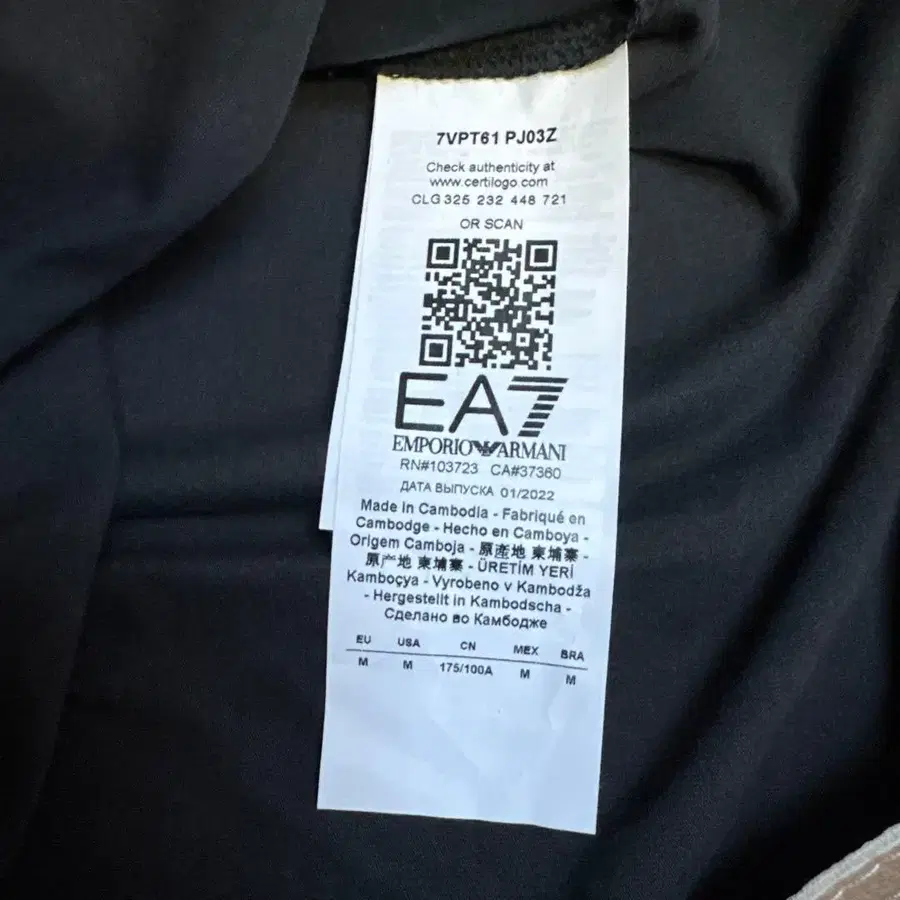 7VPT61 PJ03Z
Check authenticity at
www.certilogo.com
CLG 325 232 448 721
OR SCAN
EA7
EMPORIO ARMANI
RN#103723 CA#37360
ДАТА ВЫПУСКА 01/2022
Made in Cambodia - Fabriqué en
Cambodge - Hecho en Camboya -
Origem Camboja - 原産地 柬埔寨 -
原产地 柬埔寨 - ÜRETİM YERİ
Kamboçya - Vyrobeno v Kambodža
- Hergestellt in Kambodscha -
Сделано во Камбодже
EU USA CN MEX BRA
M M 175/100A M M